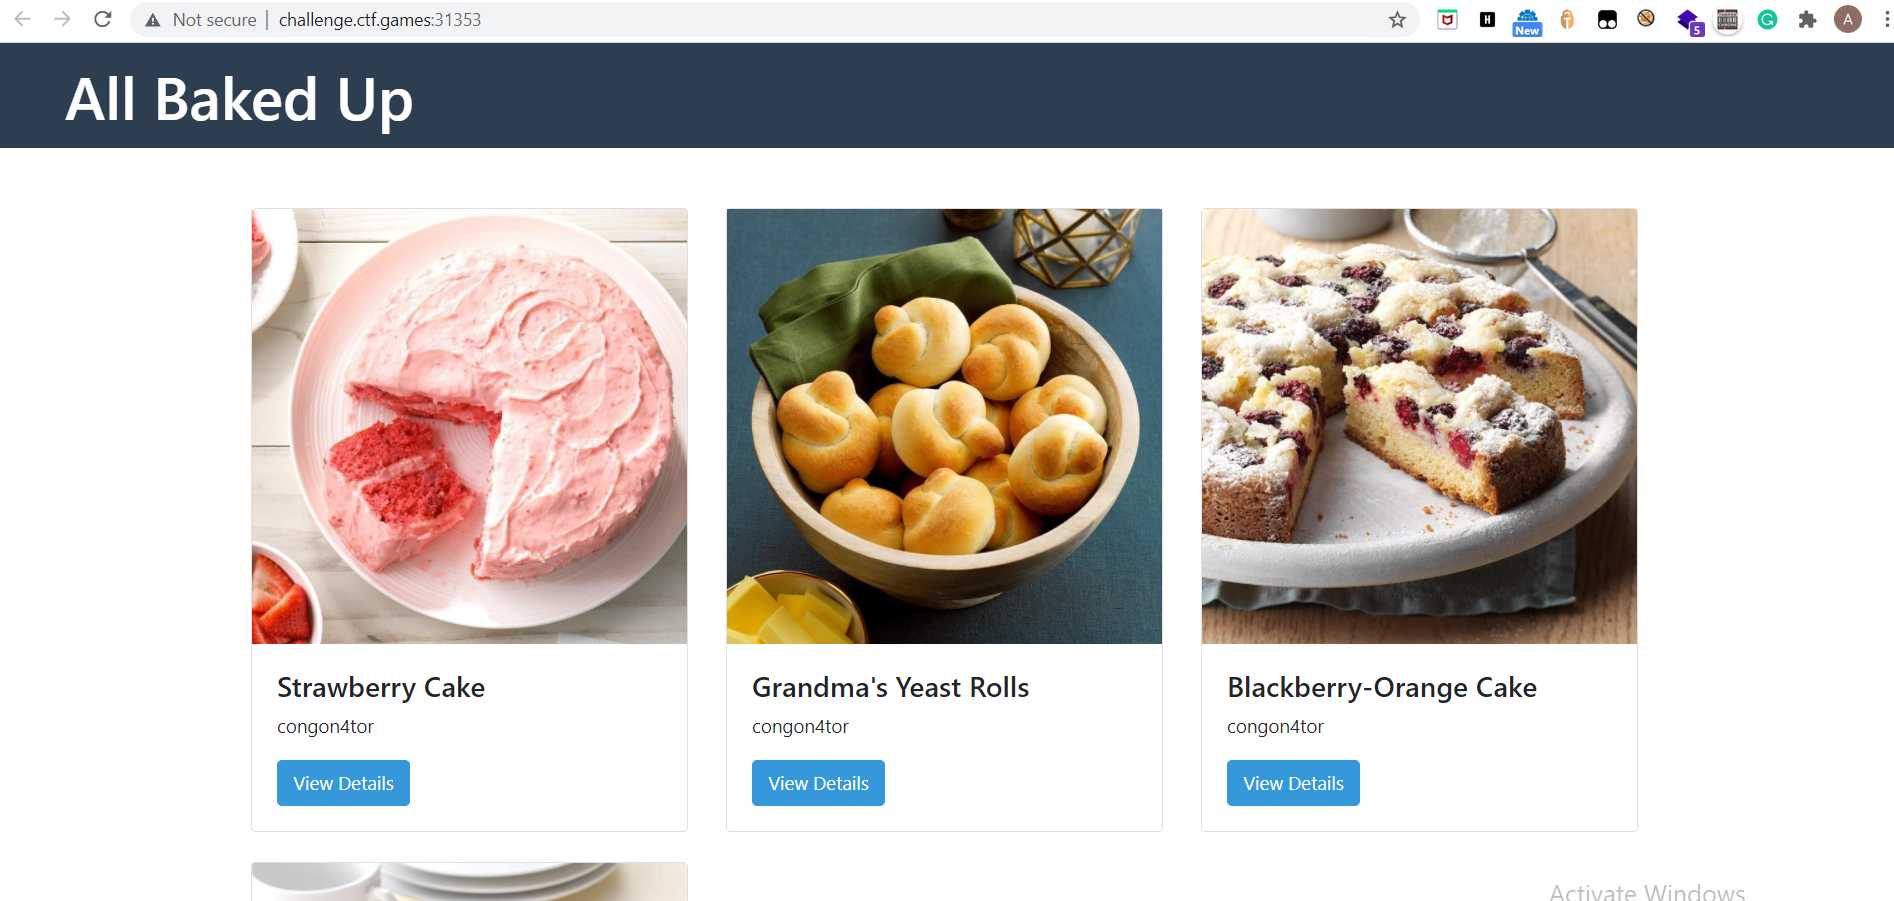 Not secure | challenge.ctf.games:31353
New
5
A
All Baked Up
Strawberry Cake
congon4tor
View Details
Grandma's Yeast Rolls
congon4tor
View Details
Blackberry-Orange Cake
congon4tor
View Details
Activate Windows